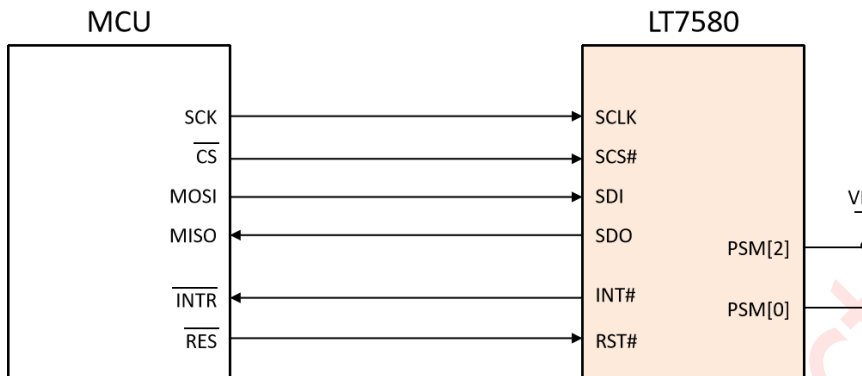 MCU
LT7580
SCK
SCLK
CS
SCS#
MOSI
SDI
MISO
SDO
PSM[2]
INTR
INT#
PSM[0]
RES
RST#